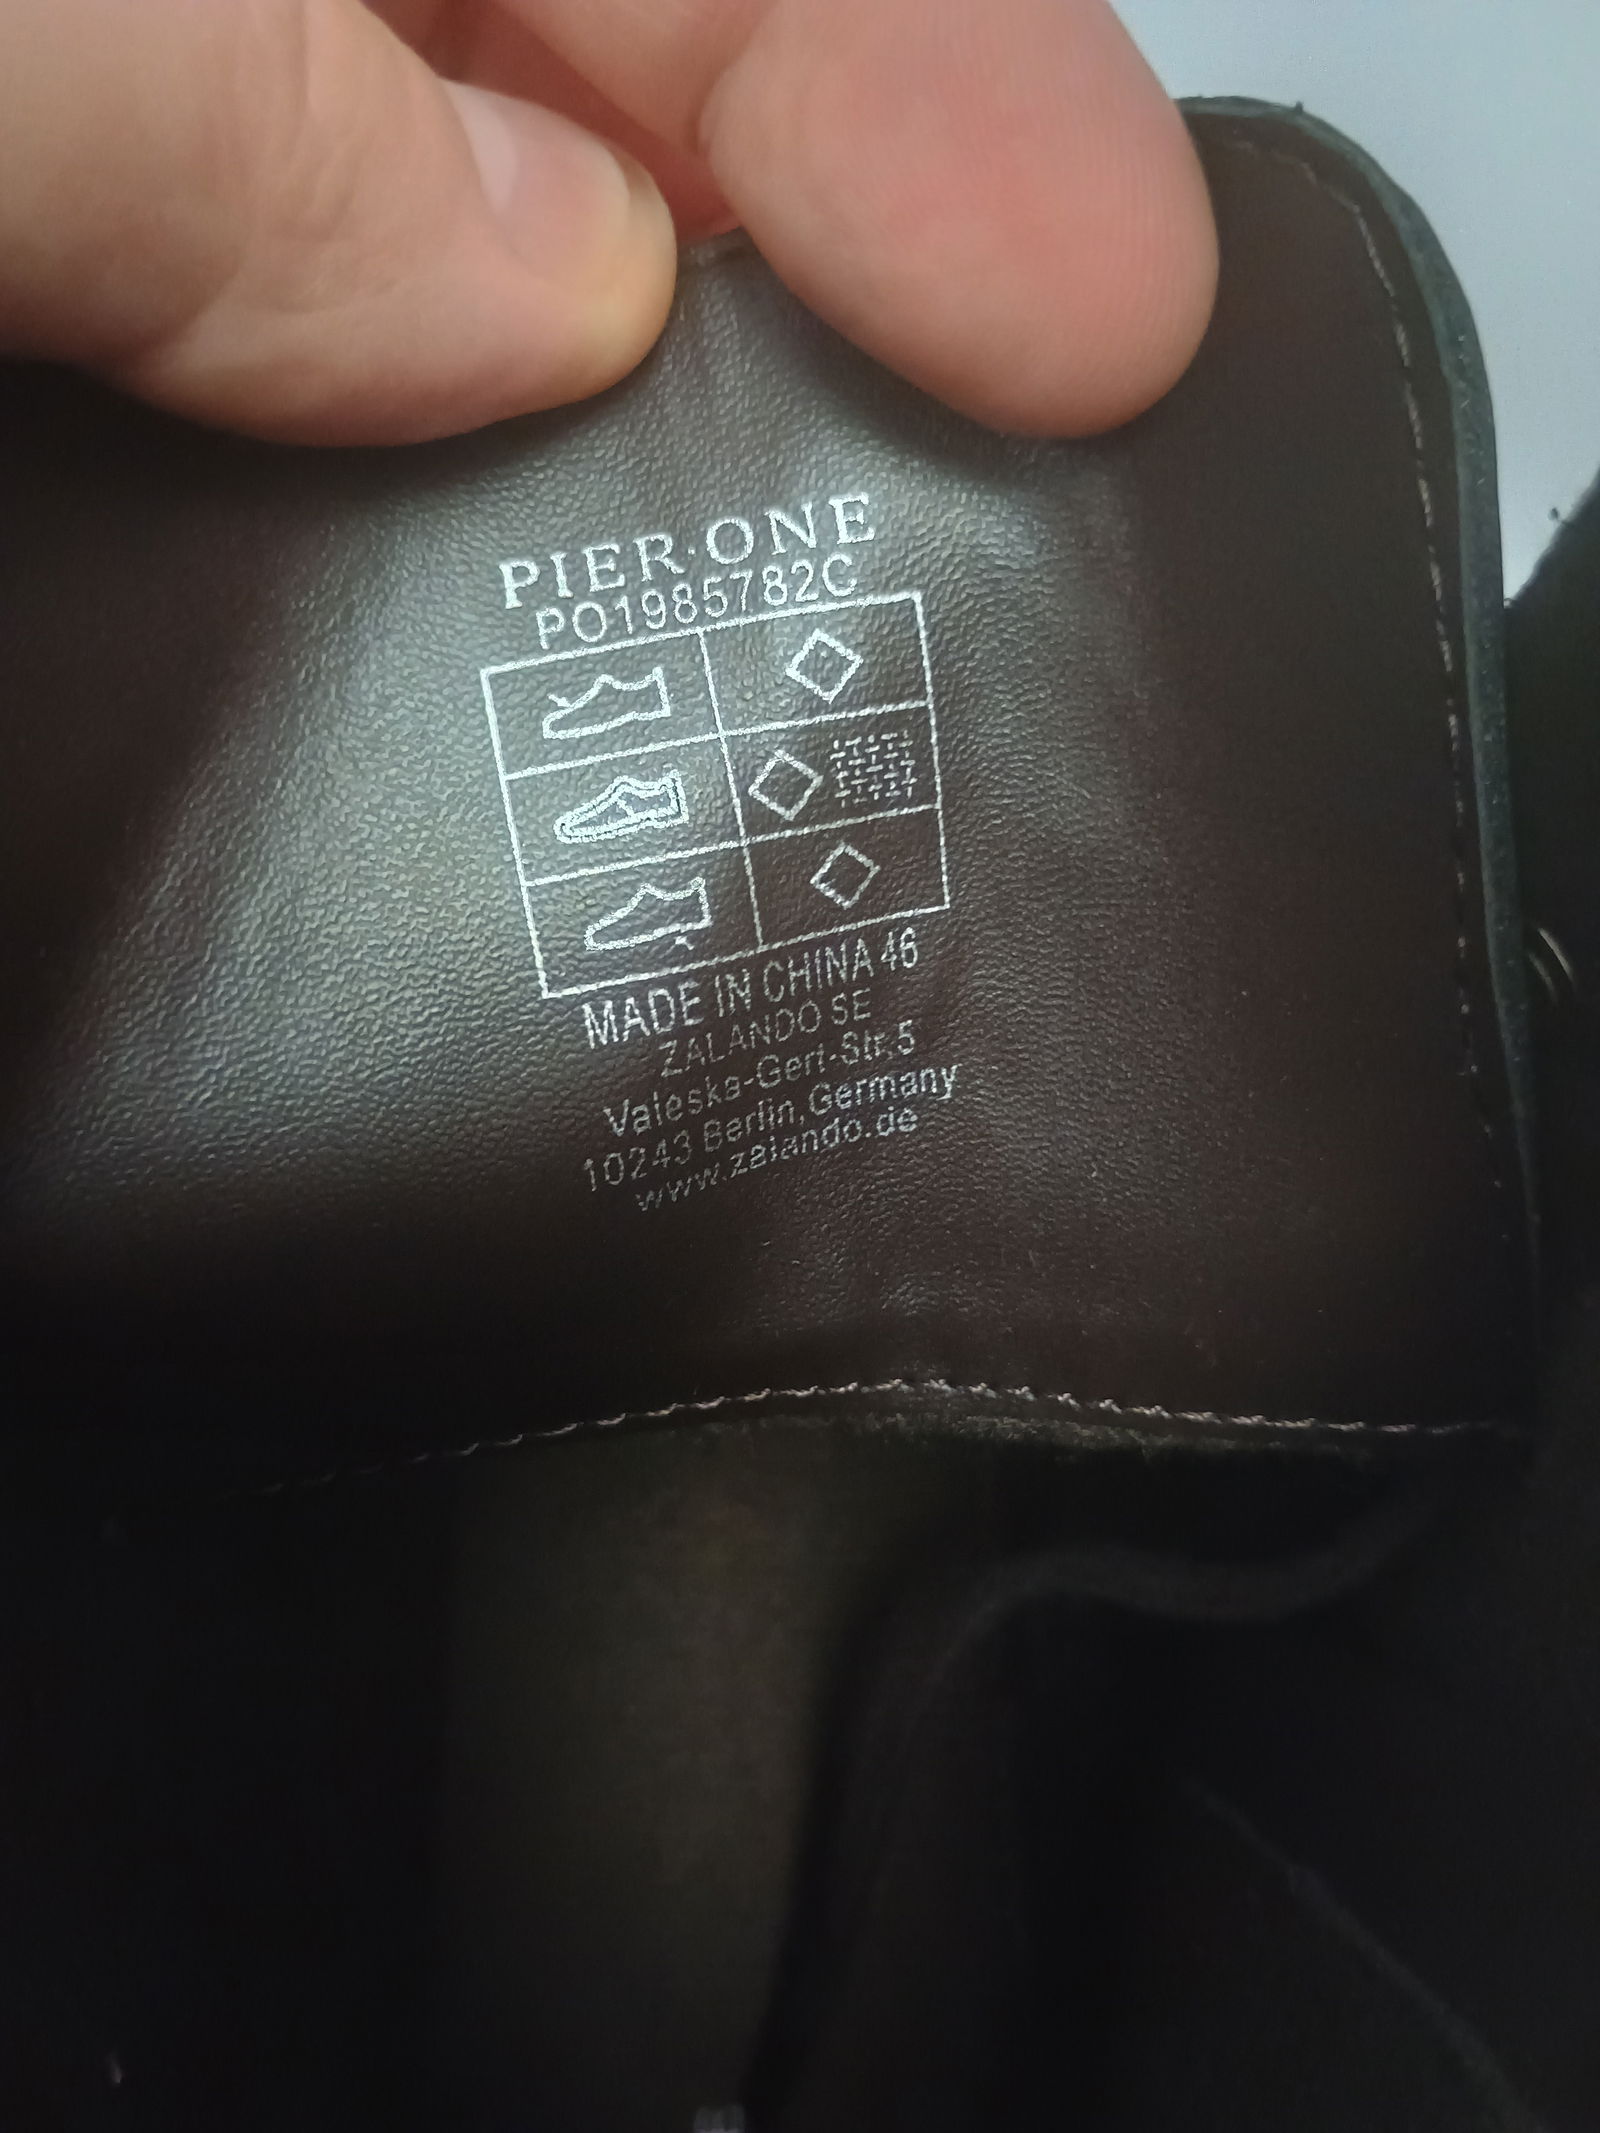 PIER·ONE
PO1985782C
MADE IN CHINA 46
ZALANDO SE
Valeska-Gert-Str.5
10243 Berlin,Germany
www.zalando.de